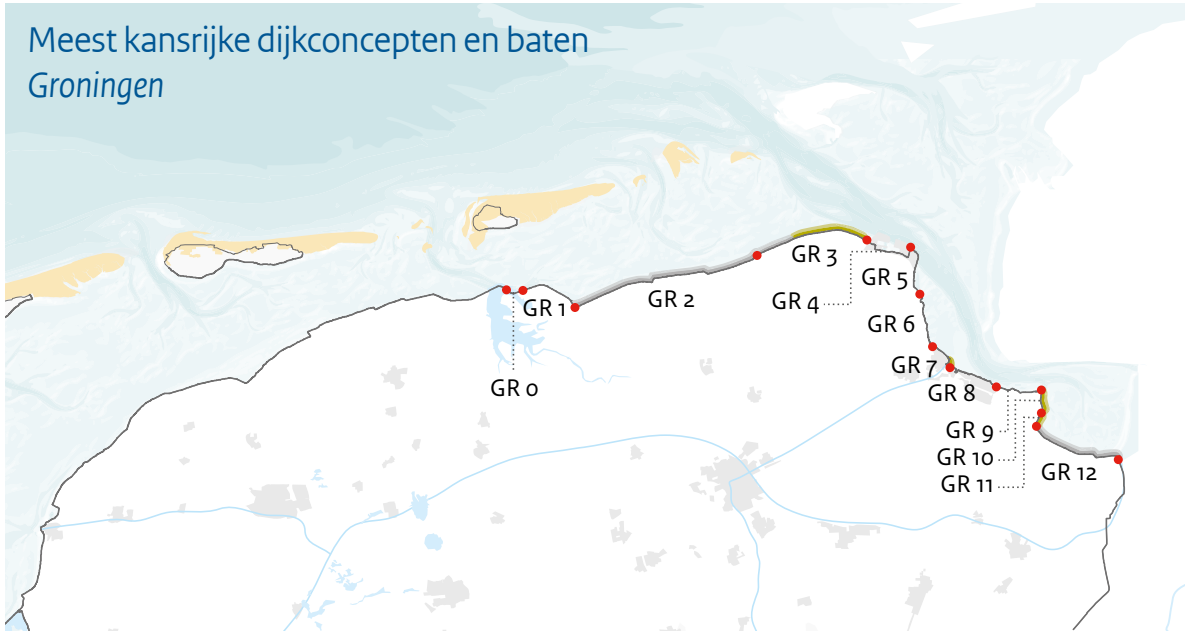 Meest kansrijke dijkconcepten en baten
Groningen
GR 0
GR 1
GR 2
GR 3
GR 4
GR 5
GR 6
GR 7
GR 8
GR 9
GR 10
GR 11
GR 12